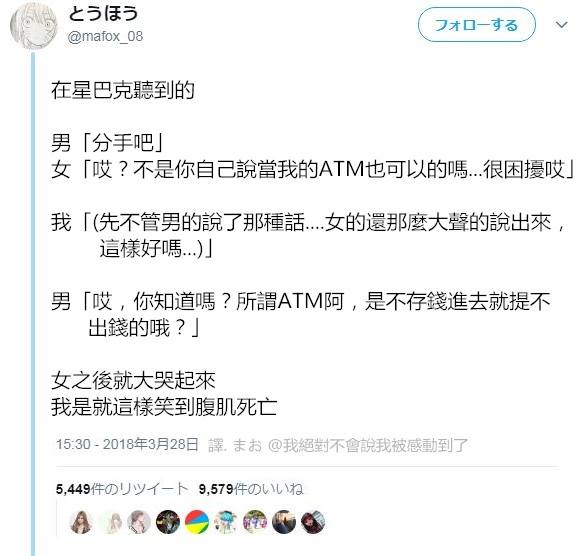 とうほう
@mafox_08
フォローする
在星巴克聽到的
男「分手吧」
女「哎？不是你自己說當我的ATM也可以的嗎...很困擾哎」
我「(先不管男的說了那種話....女的還那麼大聲的說出來，
這樣好嗎...)」
男「哎，你知道嗎？所謂ATM阿，是不存錢進去就提不
出錢的哦？」
女之後就大哭起來
我是就這樣笑到腹肌死亡
15:30 - 2018年3月28日 譯. まお @我絕對不會說我被感動到了
5,449件のリツイート 9,579件のいいね